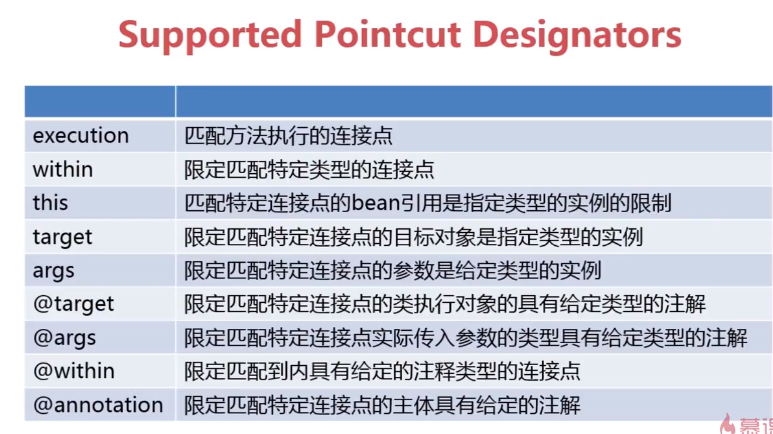 Supported Pointcut Designators
execution 匹配方法执行的连接点
within 限定匹配特定类型的连接点
this 匹配特定连接点的bean引用是指定类型的实例的限制
target 限定匹配特定连接点的目标对象是指定类型的实例
args 限定匹配特定连接点的参数是给定类型的实例
@target 限定匹配特定连接点的类执行对象的具有给定类型的注解
@args 限定匹配特定连接点实际传入参数的类型具有给定类型的注解
@within 限定匹配到内具有给定的注释类型的连接点
@annotation 限定匹配特定连接点的主体具有给定的注解
慕课